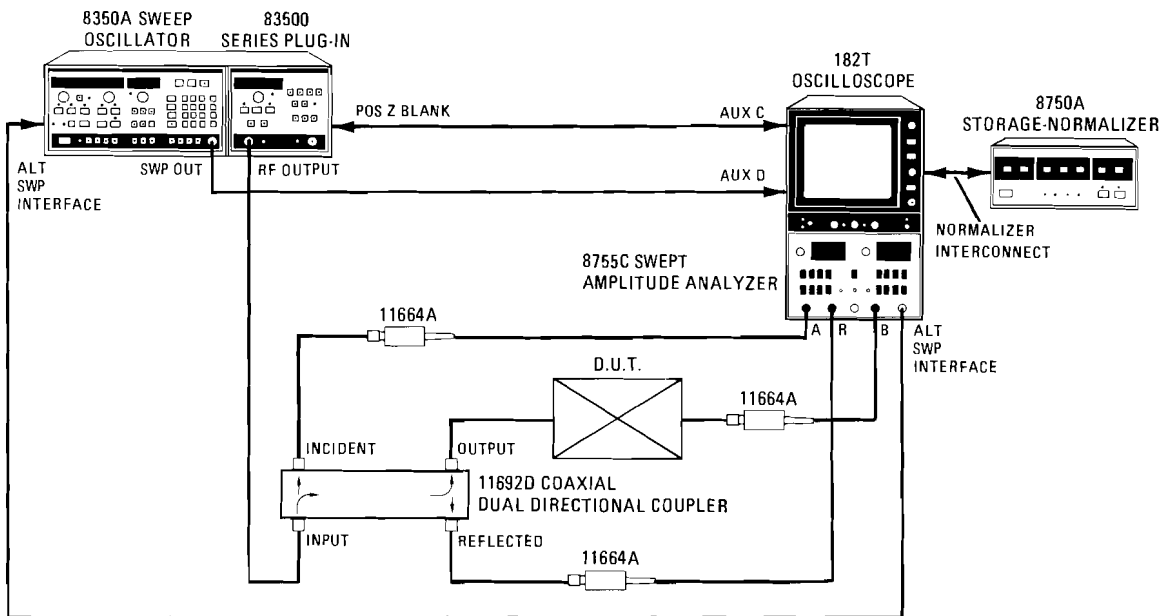 8350A SWEEP
OSCILLATOR
83500
SERIES PLUG-IN
182T
OSCILLOSCOPE
8750A
STORAGE-NORMALIZER
POS Z BLANK
AUX C
ALT
SWP
INTERFACE
SWP OUT
RF OUTPUT
AUX D
NORMALIZER
INTERCONNECT
8755C SWEPT
AMPLITUDE ANALYZER
11664A
A
R
B
ALT
SWP
INTERFACE
D.U.T.
11664A
INCIDENT
OUTPUT
11692D COAXIAL
DUAL DIRECTIONAL COUPLER
INPUT
REFLECTED
11664A